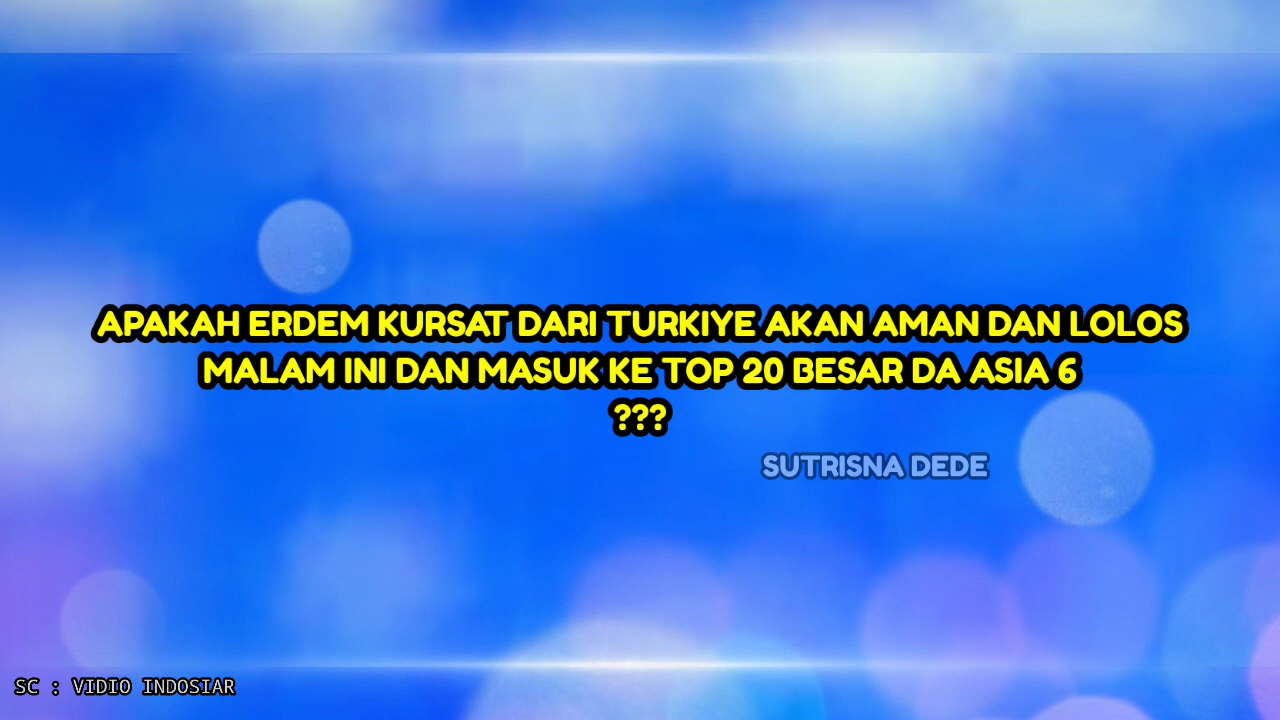 APAKAH ERDEM KURSAT DARI TURKIYE AKAN AMAN DAN LOLOS
MALAM INI DAN MASUK KE TOP 20 BESAR DA ASIA 6
???
SUTRISNA DEDE
SC : VIDIO INDOSIAR